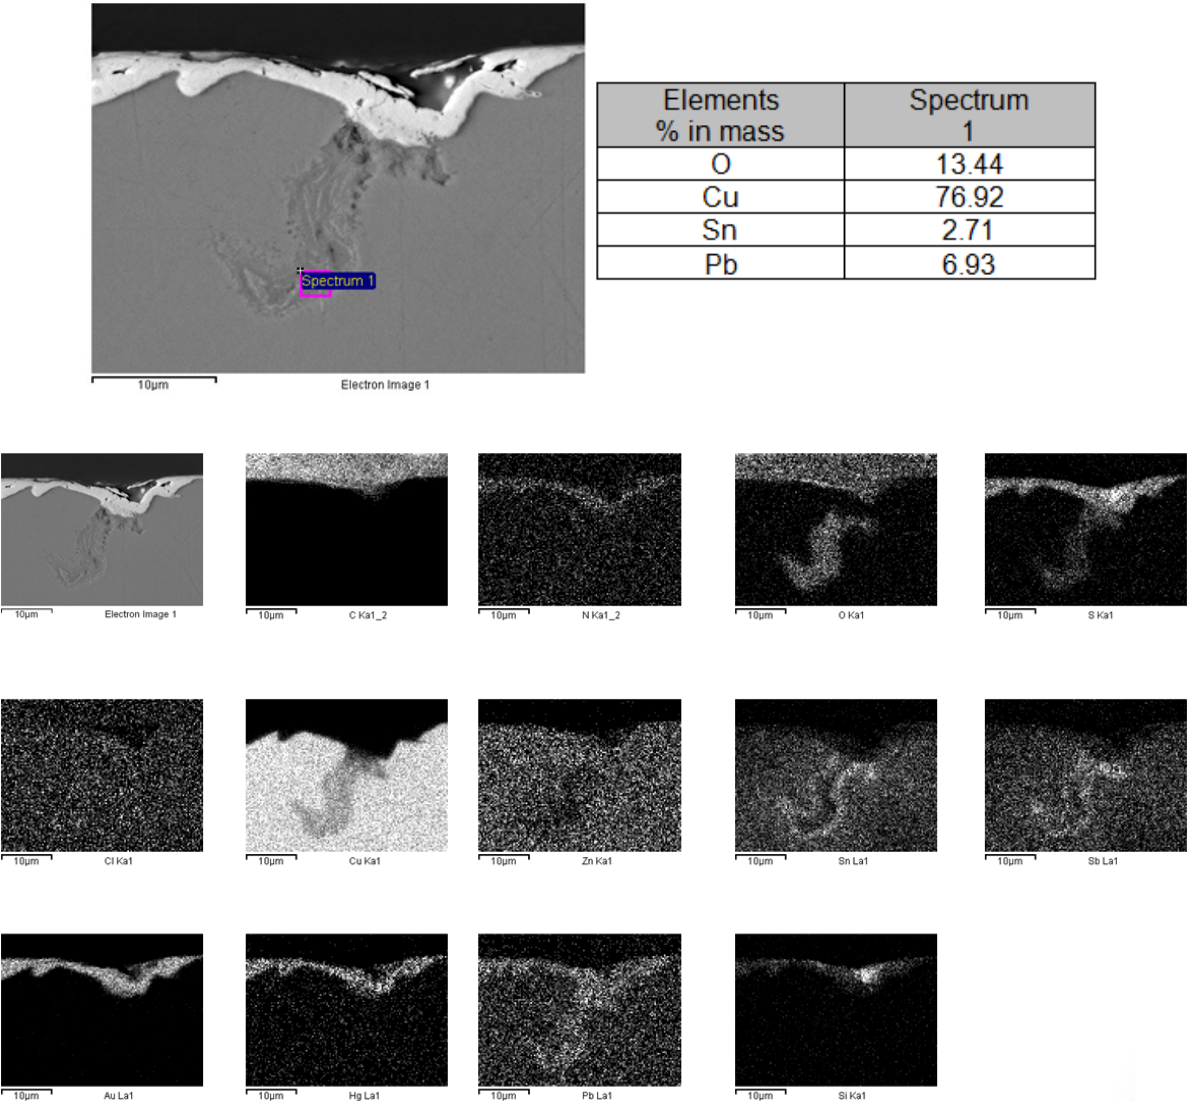 Elements
% in mass
Spectrum
1
O
13.44
Cu
76.92
Sn
2.71
Pb
6.93
Spectrum 1
10µm
Electron Image 1
10µm
Electron Image 1
10µm
C Ka1_2
10µm
N Ka1_2
10µm
O Ka1
10µm
S Ka1
10µm
Cl Ka1
10µm
Cu Ka1
10µm
Zn Ka1
10µm
Sn La1
10µm
Sb La1
10µm
Au La1
10µm
Hg La1
10µm
Pb La1
10µm
Si Ka1